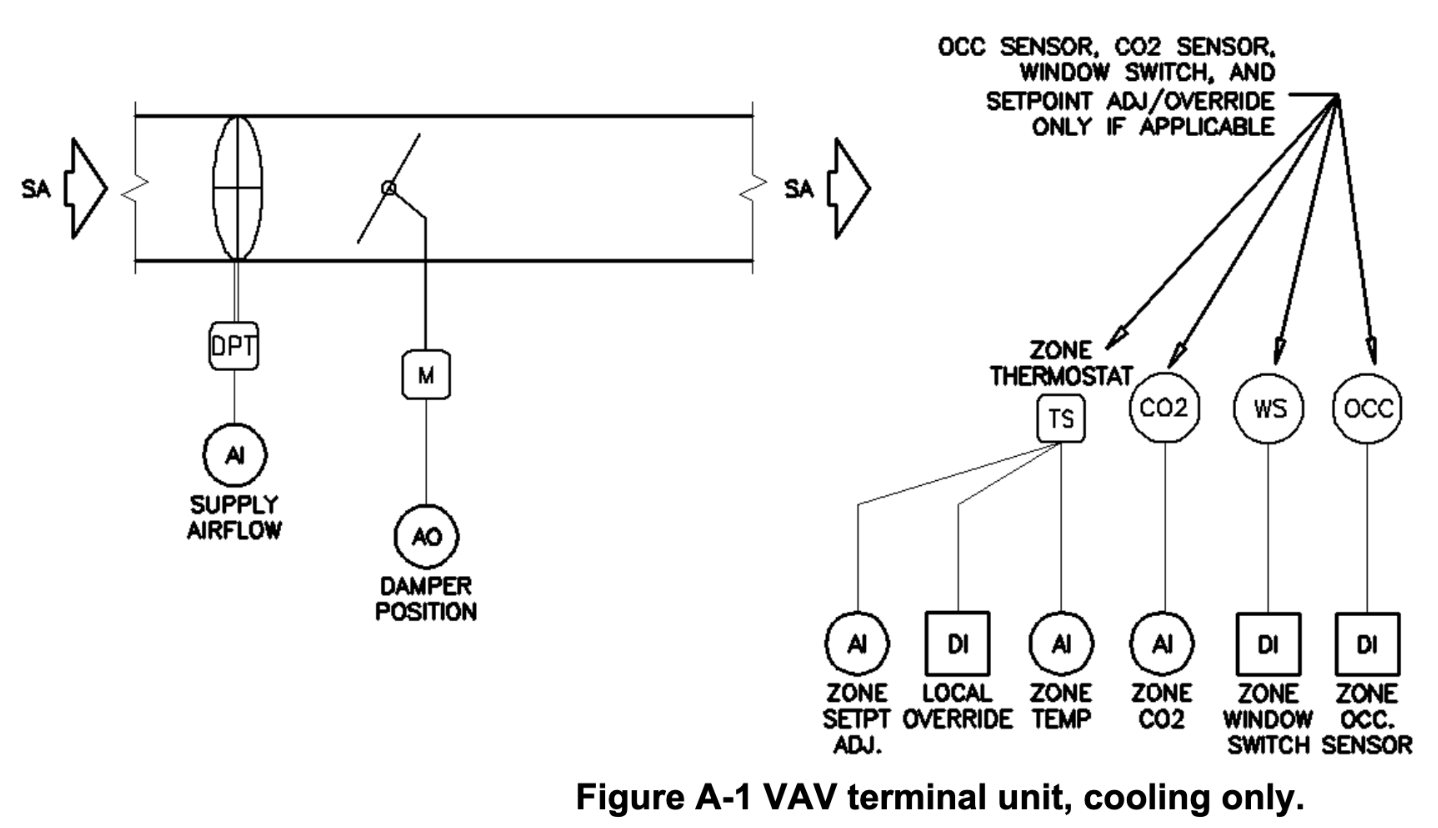 OCC SENSOR, CO2 SENSOR,
WINDOW SWITCH, AND
SETPOINT ADJ/OVERRIDE
ONLY IF APPLICABLE
SA
SA
DPT
M
AI
SUPPLY
AIRFLOW
AO
DAMPER
POSITION
ZONE
THERMOSTAT
TS
CO2
WS
OCC
AI
ZONE
SETPT
ADJ.
DI
LOCAL
OVERRIDE
AI
ZONE
TEMP
AI
ZONE
CO2
DI
ZONE
WINDOW
SWITCH
DI
ZONE
OCC.
SENSOR
Figure A-1 VAV terminal unit, cooling only.